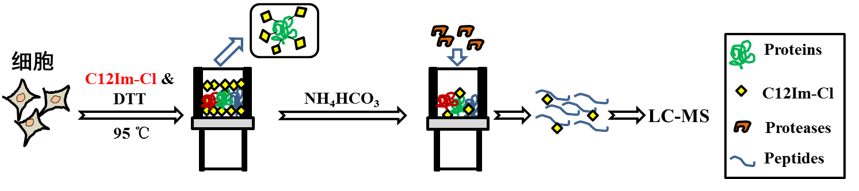 细胞
C12Im-Cl &
DTT
95 ℃
NH4HCO3
LC-MS
Proteins
C12Im-Cl
Proteases
Peptides